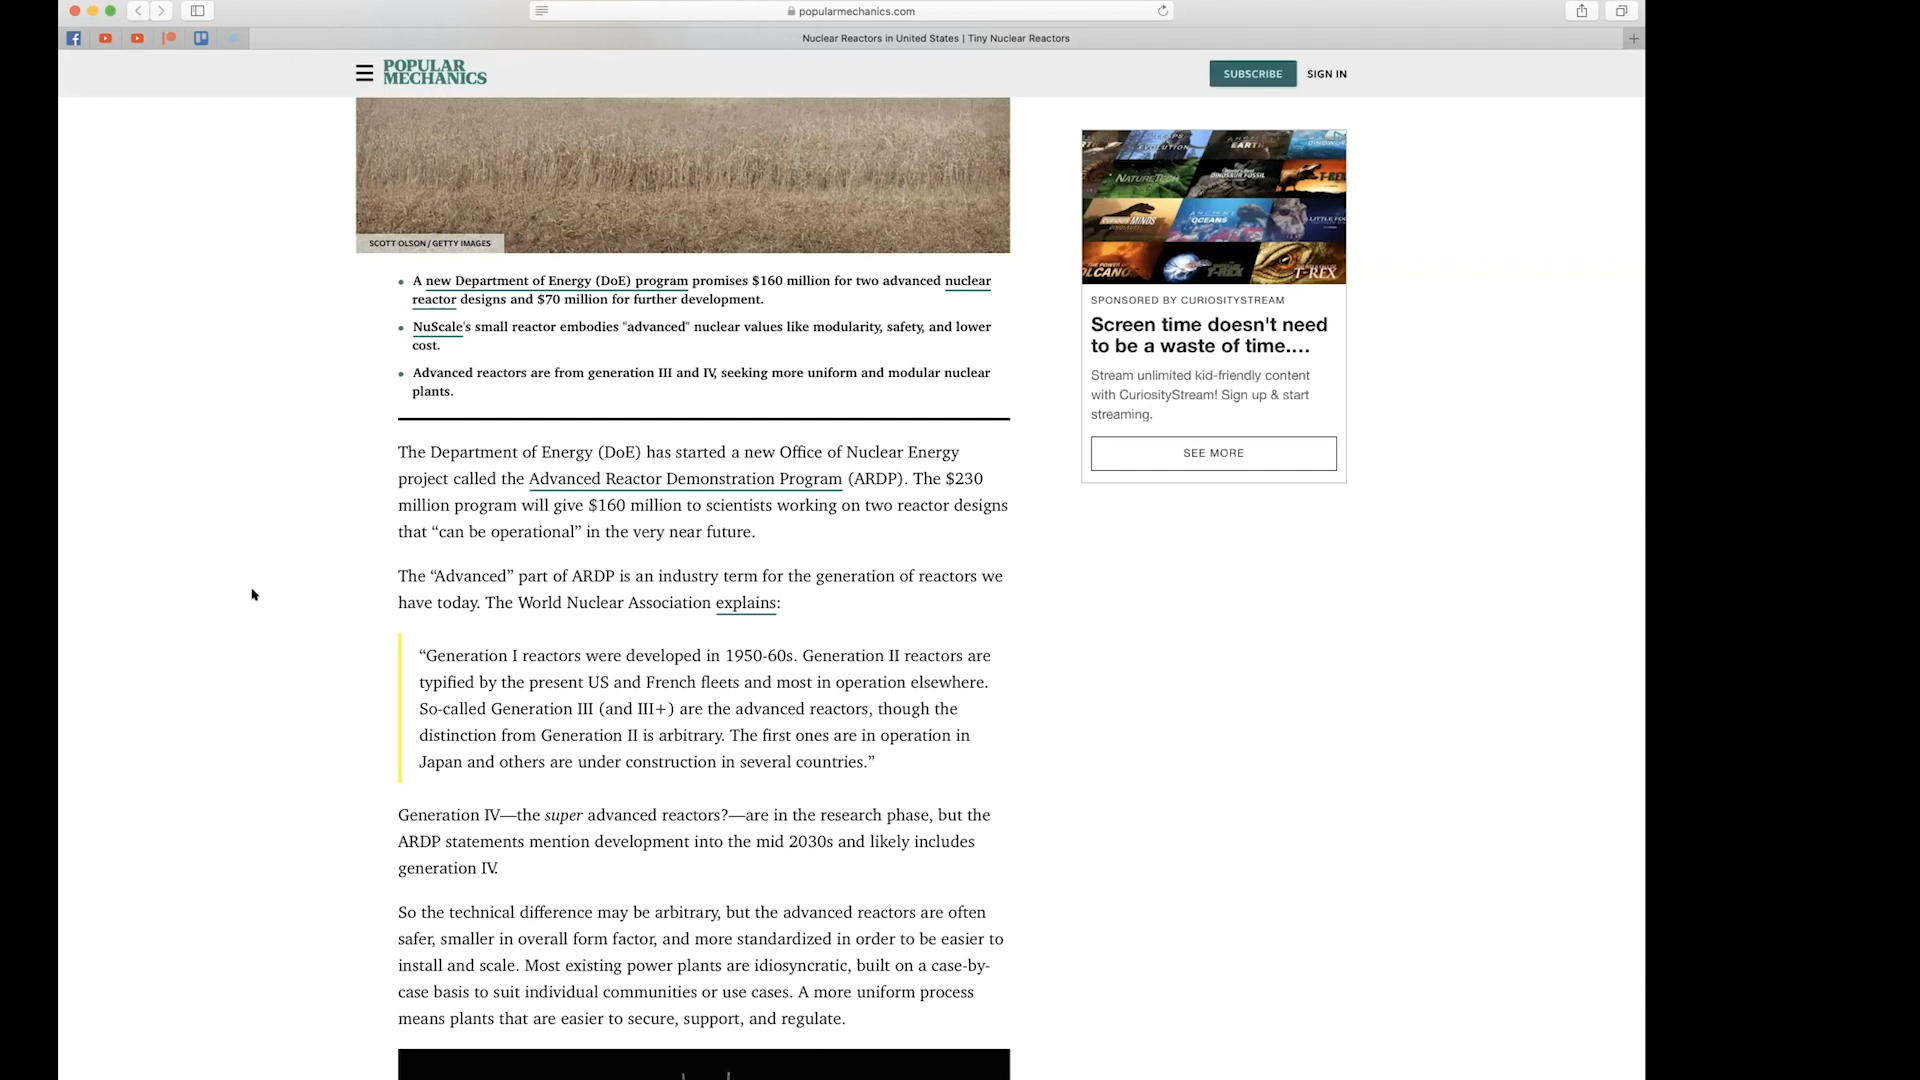 popularmechanics.com
Nuclear Reactors in United States | Tiny Nuclear Reactors
POPULAR
MECHANICS
SUBSCRIBE
SIGN IN
SCOTT OLSON / GETTY IMAGES
A new Department of Energy (DoE) program promises $160 million for two advanced nuclear
reactor designs and $70 million for further development.
NuScale's small reactor embodies "advanced" nuclear values like modularity, safety, and lower
cost.
Advanced reactors are from generation III and IV, seeking more uniform and modular nuclear
plants.
The Department of Energy (DoE) has started a new Office of Nuclear Energy
project called the Advanced Reactor Demonstration Program (ARDP). The $230
million program will give $160 million to scientists working on two reactor designs
that “can be operational” in the very near future.
The “Advanced” part of ARDP is an industry term for the generation of reactors we
have today. The World Nuclear Association explains:
“Generation I reactors were developed in 1950-60s. Generation II reactors are
typified by the present US and French fleets and most in operation elsewhere.
So-called Generation III (and III+) are the advanced reactors, though the
distinction from Generation II is arbitrary. The first ones are in operation in
Japan and others are under construction in several countries.”
Generation IV—the super advanced reactors?—are in the research phase, but the
ARDP statements mention development into the mid 2030s and likely includes
generation IV.
So the technical difference may be arbitrary, but the advanced reactors are often
safer, smaller in overall form factor, and more standardized in order to be easier to
install and scale. Most existing power plants are idiosyncratic, built on a case-by-
case basis to suit individual communities or use cases. A more uniform process
means plants that are easier to secure, support, and regulate.
EVOLUTION
EARTH
NATURETECH
DINOSAUR FOSSIL
T-REX
CURIOUS MINDS
ANCIENT
OCEANS
LITTLE FO
VOLCANO
T-REX
T-REX
SPONSORED BY CURIOSITYSTREAM
Screen time doesn't need
to be a waste of time....
Stream unlimited kid-friendly content
with CuriosityStream! Sign up & start
streaming.
SEE MORE